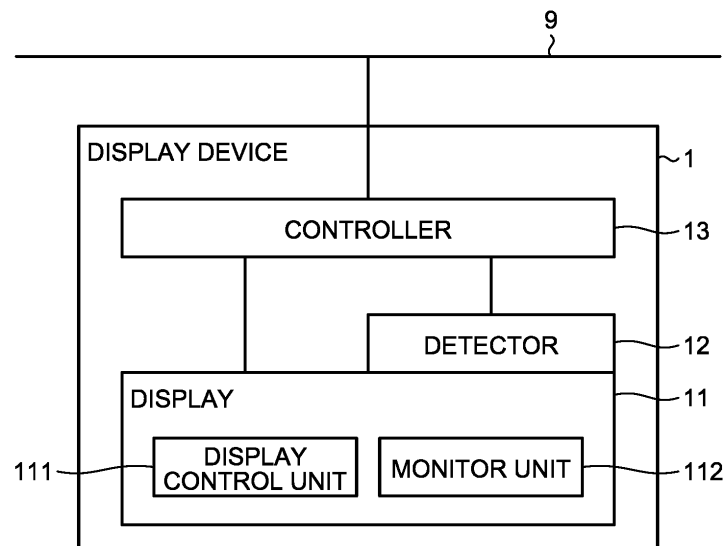 9
DISPLAY DEVICE
1
CONTROLLER
13
DETECTOR
12
DISPLAY
11
111
DISPLAY
CONTROL UNIT
MONITOR UNIT
112